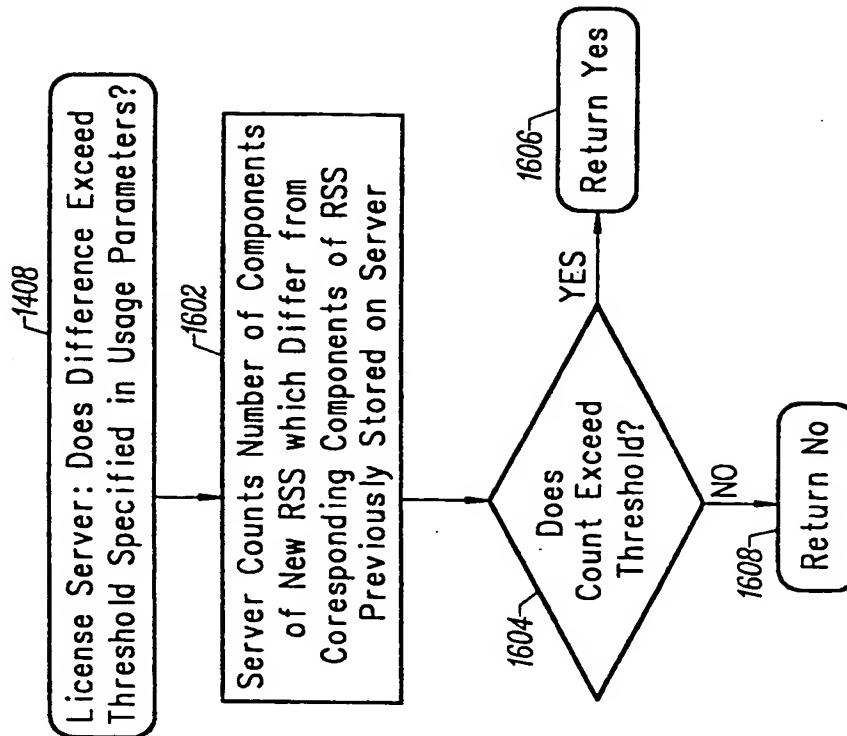 1408
License Server: Does Difference Exceed
Threshold Specified in Usage Parameters?
1602
Server Counts Number of Components
of New RSS which Differ from
Coresponding Components of RSS
Previously Stored on Server
1604
Does
Count Exceed
Threshold?
YES
1606
Return Yes
NO
1608
Return No